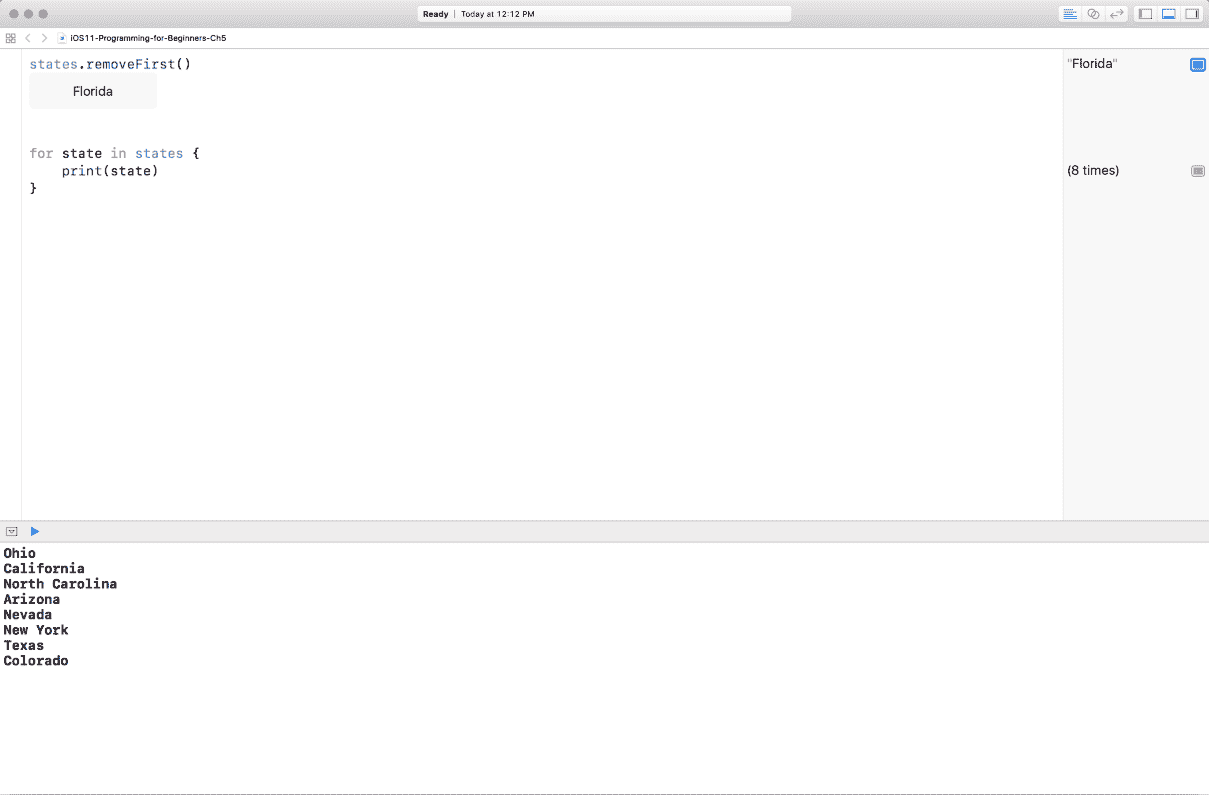 Ready | Today at 12:12 PM
iOS11-Programming-for-Beginners-Ch5
states.removeFirst()
"Florida"
Florida
for state in states {
print(state)
(8 times)
}
Ohio
California
North Carolina
Arizona
Nevada
New York
Texas
Colorado